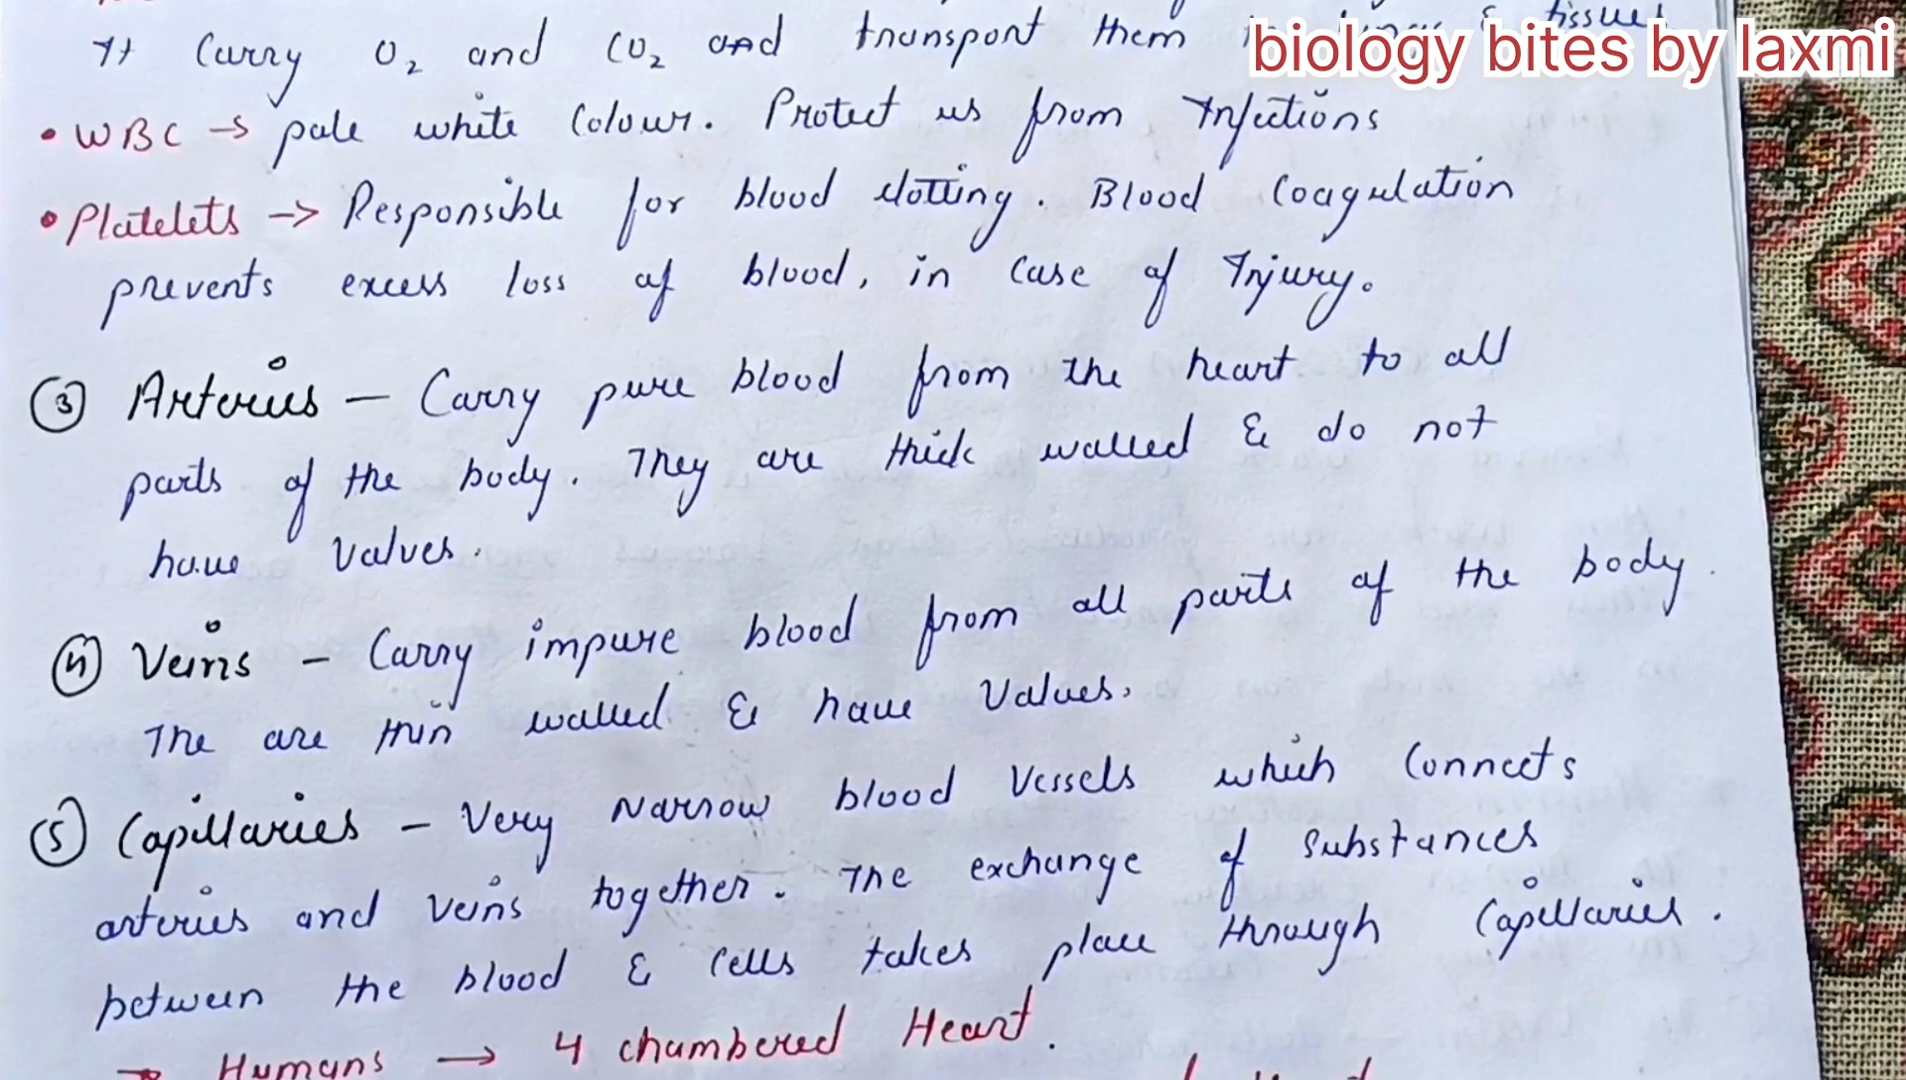 It carry O₂ and CO₂ and transport them & tissues
biology bites by laxmi
• WBC → pale white colour. Protect us from Infections
• Platelets → Responsible for blood clotting. Blood Coagulation
prevents excess loss of blood, in case of Injury.
③ Arteries – Carry pure blood from the heart to all
parts of the body. They are thick walled & do not
have valves.
④ Veins – Carry impure blood from all parts of the body.
The are thin walled & have valves.
⑤ Capillaries – Very Narrow blood vessels which connects
arteries and veins together. The exchange of substances
between the blood & cells takes place through Capillaries.
→ Humans → 4 chambered Heart.